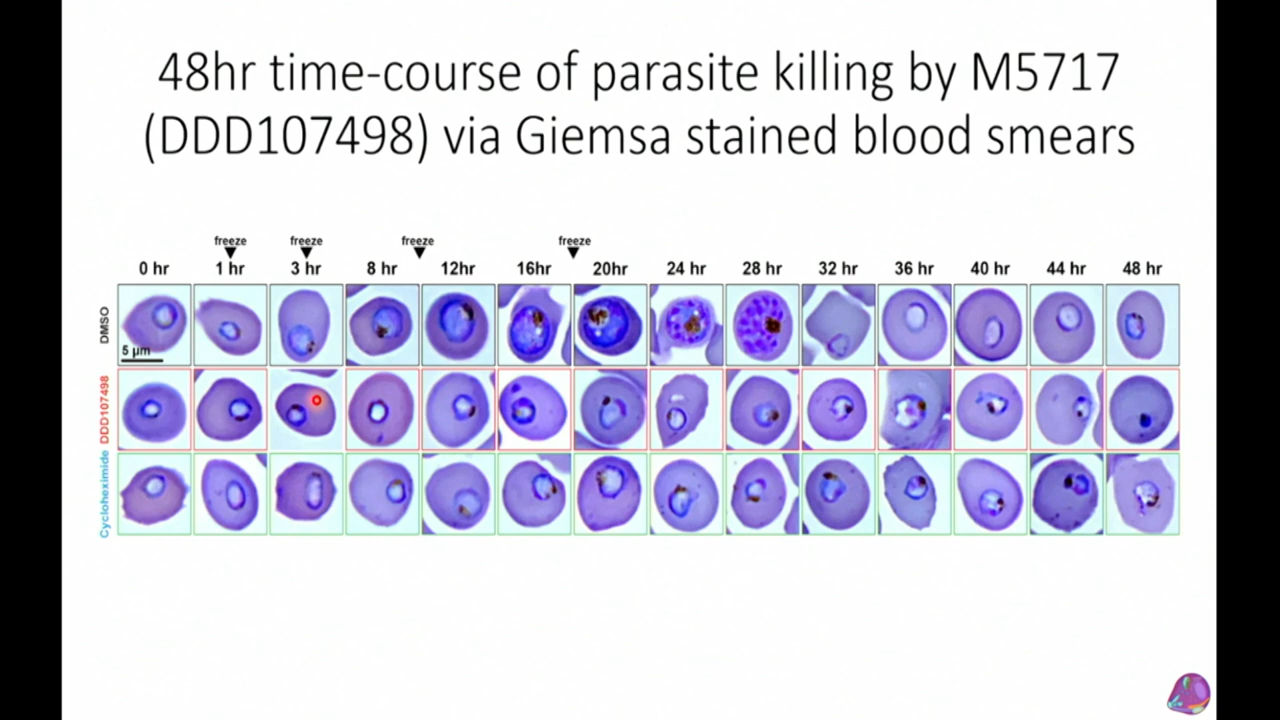 48hr time-course of parasite killing by M5717
(DDD107498) via Giemsa stained blood smears
freeze freeze freeze freeze
0 hr 1 hr 3 hr 8 hr 12hr 16hr 20hr 24 hr 28 hr 32 hr 36 hr 40 hr 44 hr 48 hr
DMSO
5 µm
DDD107498
Cycloheximide